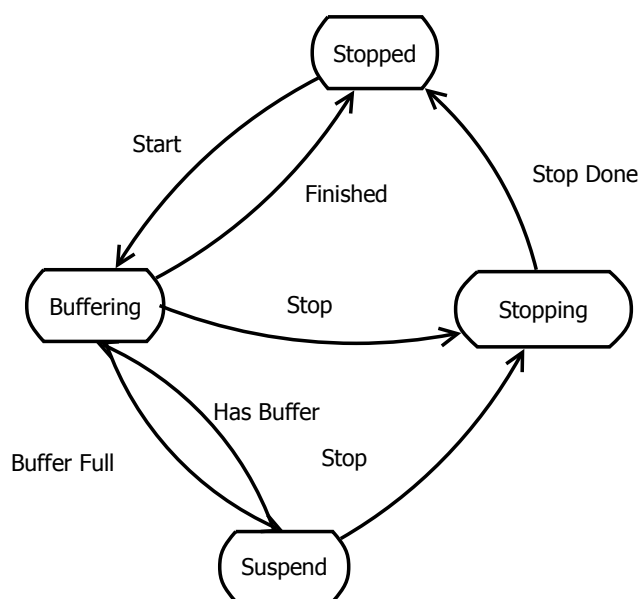 Stopped
Start
Stop Done
Finished
Buffering
Stop
Stopping
Has Buffer
Buffer Full
Stop
Suspend